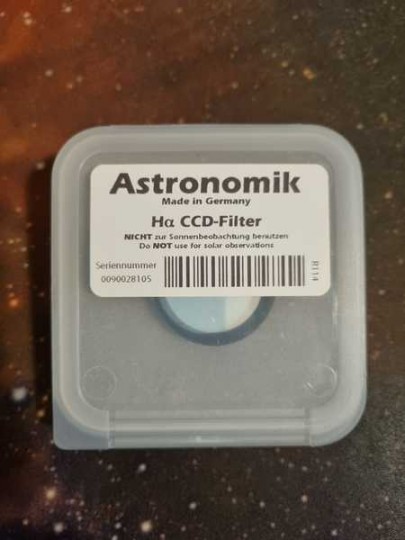 Astronomik
Made in Germany
Hα CCD-Filter
NICHT zur Sonnenbeobachtung benutzen
Do NOT use for solar observations
Seriennummer
0090028105
R114